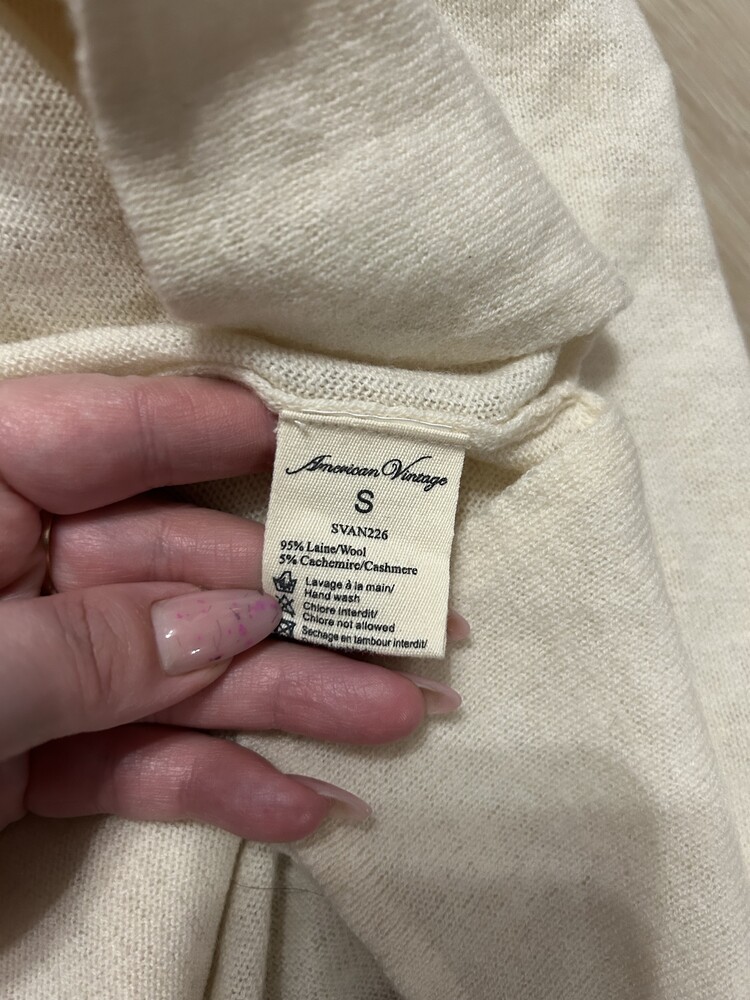 American Vintage
S
SVAN226
95% Laine/Wool
5% Cachemire/Cashmere
Lavage à la main/
Hand wash
Chlore interdit/
Chlore not allowed
Sechage en tambour interdit/